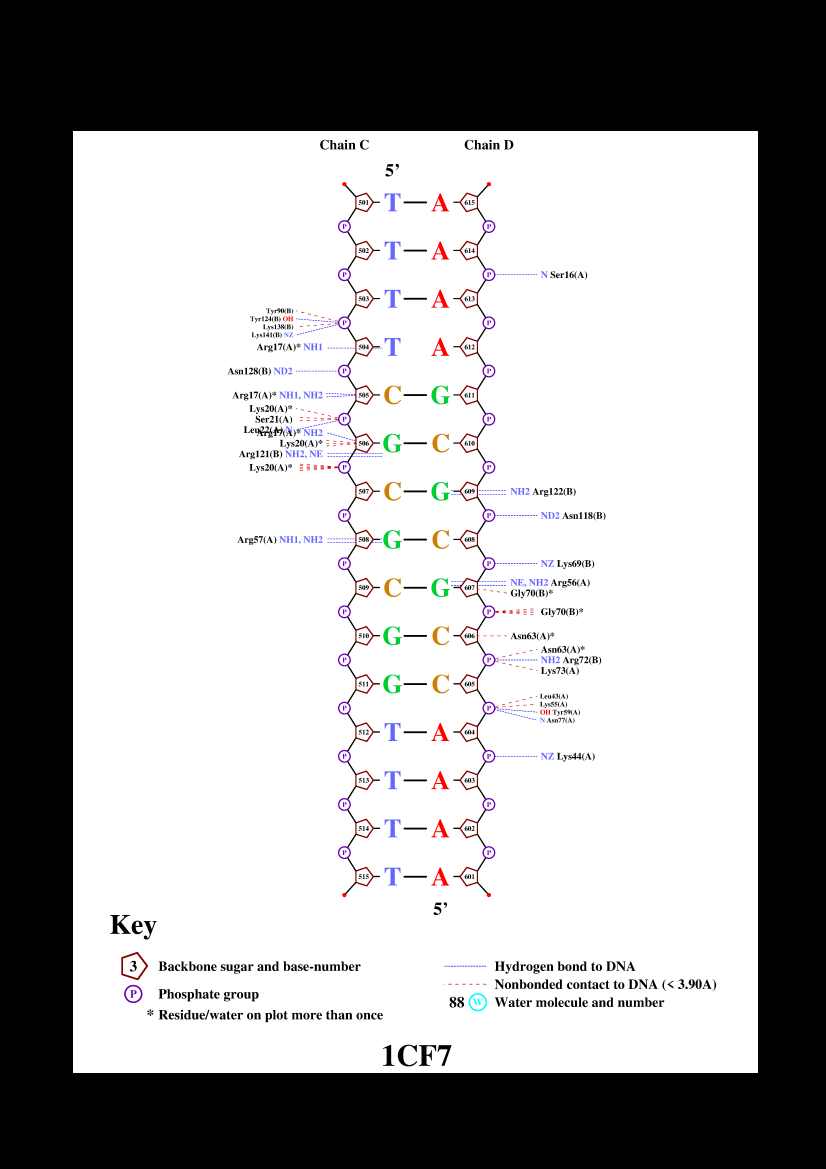 Chain C Chain D
5’
501 T A 615
P P
502 T A 614
P P N Ser16(A)
503 T A 613
Tyr90(B)
Tyr124(B) OH
P P
Lys138(B)
Lys141(B) NZ
Arg17(A)* NH1 504 T A 612
Asn128(B) ND2 P P
Arg17(A)* NH1, NH2 505 C G 611
Lys20(A)*
Ser21(A) P P
Leu22(A) N
Arg17(A)* NH2
Lys20(A)* 506 G C 610
Arg121(B) NH2, NE
Lys20(A)* P P
507 C G 609 NH2 Arg122(B)
P P ND2 Asn118(B)
Arg57(A) NH1, NH2 508 G C 608
P P NZ Lys69(B)
NE, NH2 Arg56(A)
509 C G 607
Gly70(B)*
P P Gly70(B)*
510 G C 606 Asn63(A)*
Asn63(A)*
P P NH2 Arg72(B)
Lys73(A)
511 G C 605
Leu43(A)
Lys55(A)
P P
OH Tyr59(A)
N Asn77(A)
512 T A 604
P P NZ Lys44(A)
513 T A 603
P P
514 T A 602
P P
515 T A 601
5’
Key
3 Backbone sugar and base-number
P Phosphate group
* Residue/water on plot more than once
Hydrogen bond to DNA
Nonbonded contact to DNA (< 3.90A)
88 W Water molecule and number
1CF7